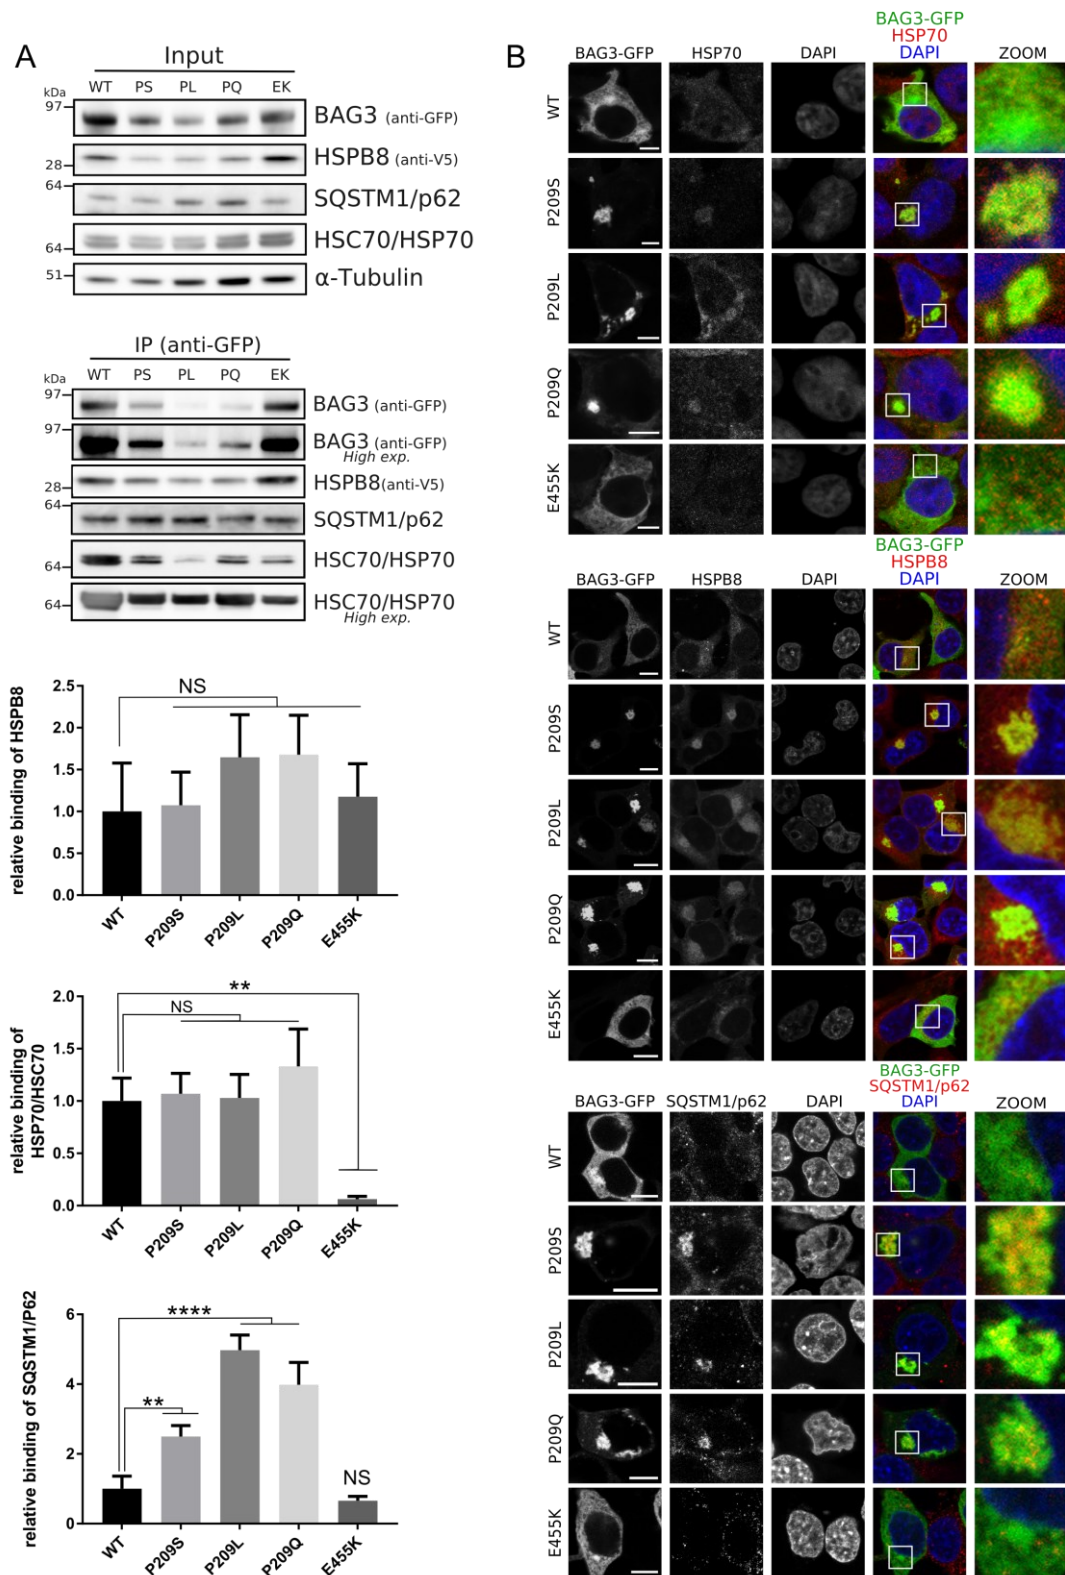 A
Input
WT PS PL PQ EK
kDa
97
BAG3 (anti-GFP)
HSPB8 (anti-V5)
28
64
SQSTM1/p62
HSC70/HSP70
64
51
α-Tubulin
IP (anti-GFP)
WT PS PL PQ EK
kDa
97
BAG3 (anti-GFP)
97
BAG3 (anti-GFP)
High exp.
HSPB8(anti-V5)
28
64
SQSTM1/p62
HSC70/HSP70
64
HSC70/HSP70
64
High exp.
relative binding of HSPB8
2.5
2.0
1.5
1.0
0.5
0.0
NS
WT P209S P209L P209Q E455K
relative binding of
HSP70/HSC70
2.0
1.5
1.0
0.5
0.0
**
NS
WT P209S P209L P209Q E455K
relative binding of SQSTM1/P62
6
4
2
0
****
**
NS
WT P209S P209L P209Q E455K
B
BAG3-GFP
HSP70
BAG3-GFP HSP70 DAPI DAPI ZOOM
WT
P209S
P209L
P209Q
E455K
BAG3-GFP
HSPB8
BAG3-GFP HSPB8 DAPI DAPI ZOOM
WT
P209S
P209L
P209Q
E455K
BAG3-GFP
SQSTM1/p62
BAG3-GFP SQSTM1/p62 DAPI DAPI ZOOM
WT
P209S
P209L
P209Q
E455K